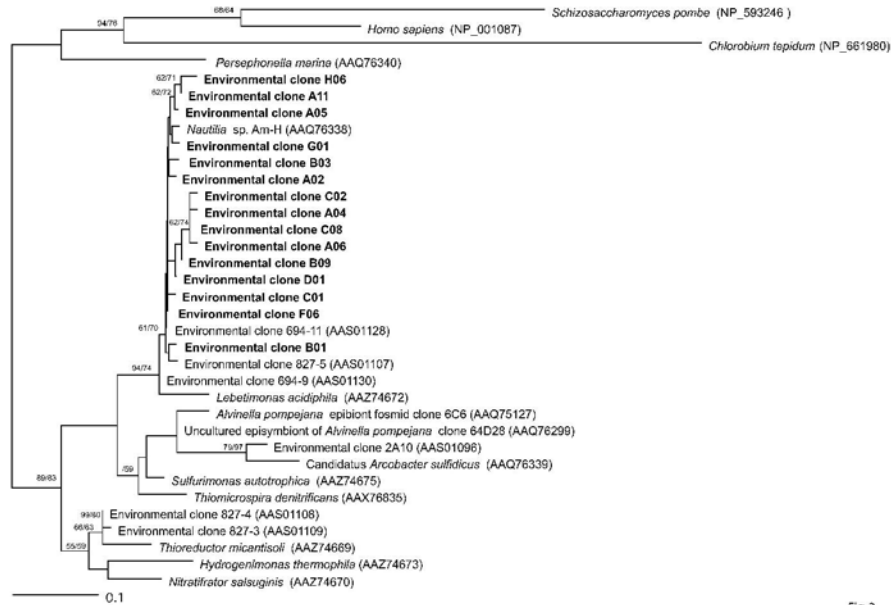 68/64
Schizosaccharomyces pombe (NP_593246 )
94/76
Homo sapiens (NP_001087)
Chlorobium tepidum (NP_661980)
Persephonella marina (AAQ76340)
62/71
Environmental clone H06
62/72
Environmental clone A11
Environmental clone A05
Nautilia sp. Am-H (AAQ76338)
Environmental clone G01
Environmental clone B03
Environmental clone A02
Environmental clone C02
Environmental clone A04
62/74
Environmental clone C08
Environmental clone A06
Environmental clone B09
Environmental clone D01
Environmental clone C01
Environmental clone F06
61/70
Environmental clone 694-11 (AAS01128)
Environmental clone B01
Environmental clone 827-5 (AAS01107)
94/74
Environmental clone 694-9 (AAS01130)
Lebetimonas acidiphila (AAZ74672)
Alvinella pompejana epibiont fosmid clone 6C6 (AAQ75127)
Uncultured episymbiont of Alvinella pompejana clone 64D28 (AAQ76299)
79/97
Environmental clone 2A10 (AAS01096)
Candidatus Arcobacter sulfidicus (AAQ76339)
/59
89/83
Sulfurimonas autotrophica (AAZ74675)
Thiomicrospira denitrificans (AAX76835)
99/60
Environmental clone 827-4 (AAS01108)
66/63
Environmental clone 827-3 (AAS01109)
55/59
Thioreductor micantisoli (AAZ74669)
Hydrogenimonas thermophila (AAZ74673)
Nitratifrator salsuginis (AAZ74670)
0.1